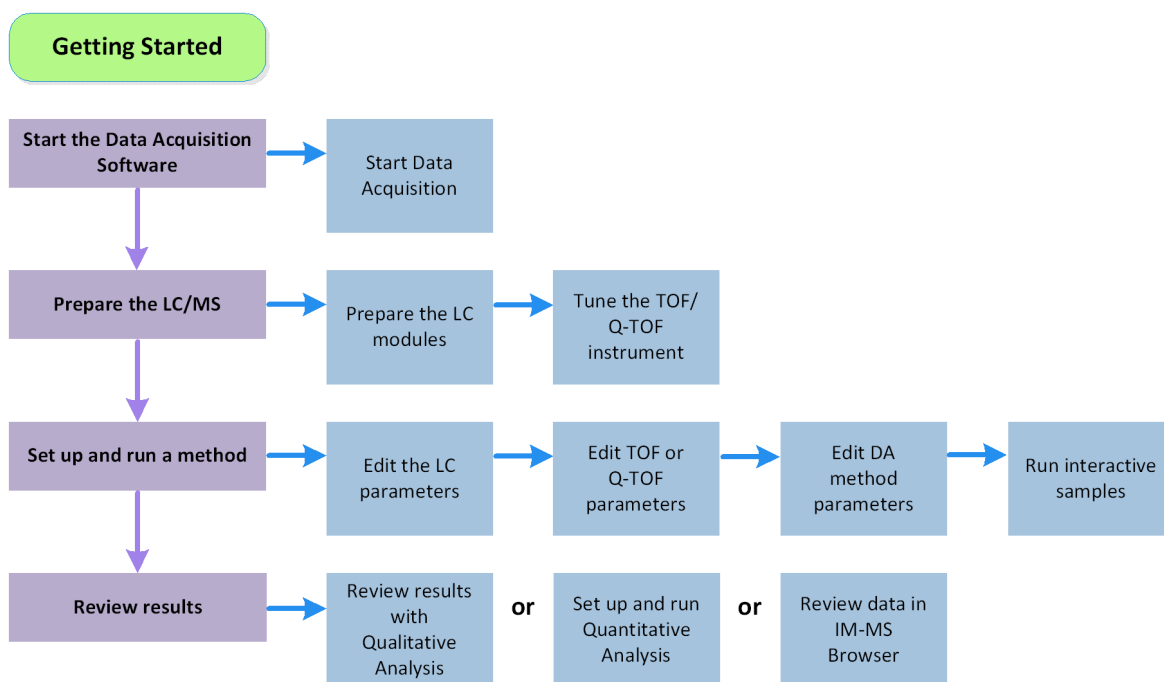 Getting Started
Start the Data Acquisition
Software
Start Data
Acquisition
Prepare the LC/MS
Prepare the LC
modules
Tune the TOF/
Q-TOF
instrument
Set up and run a method
Edit the LC
parameters
Edit TOF or
Q-TOF
parameters
Edit DA
method
parameters
Run interactive
samples
Review results
Review results
with
Qualitative
Analysis
or
Set up and run
Quantitative
Analysis
or
Review data in
IM-MS
Browser